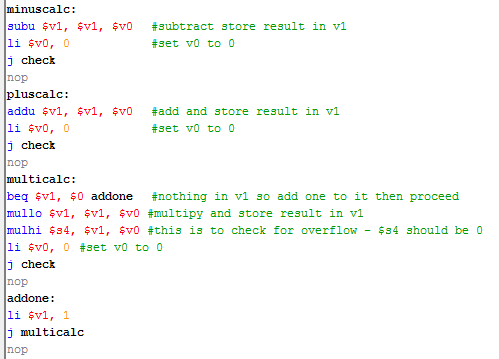 minuscalc:
subu $v1, $v1, $v0 #subtract store result in v1
li $v0, 0 #set v0 to 0
j check
nop
pluscalc:
addu $v1, $v1, $v0 #add and store result in v1
li $v0, 0 #set v0 to 0
j check
nop
multicalc:
beq $v1, $0 addone #nothing in v1 so add one to it then proceed
mullo $v1, $v1, $v0 #multipy and store result in v1
mulhi $s4, $v1, $v0 #this is to check for overflow - $s4 should be 0
li $v0, 0 #set v0 to 0
j check
nop
addone:
li $v1, 1
j multicalc
nop